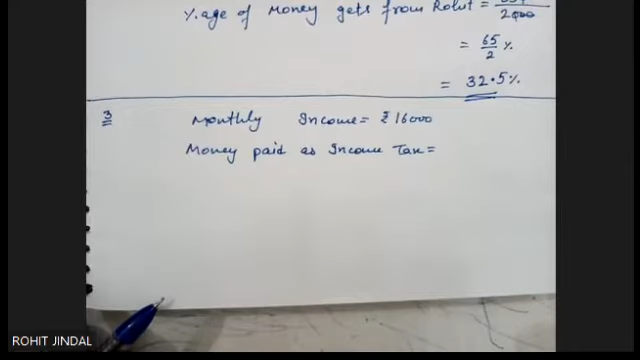 %age of Money gets from Rohit =
2000
= 65/2 %
= 32.5%
3
Monthly Income = ₹16000
Money paid as Income Tax =
ROHIT JINDAL